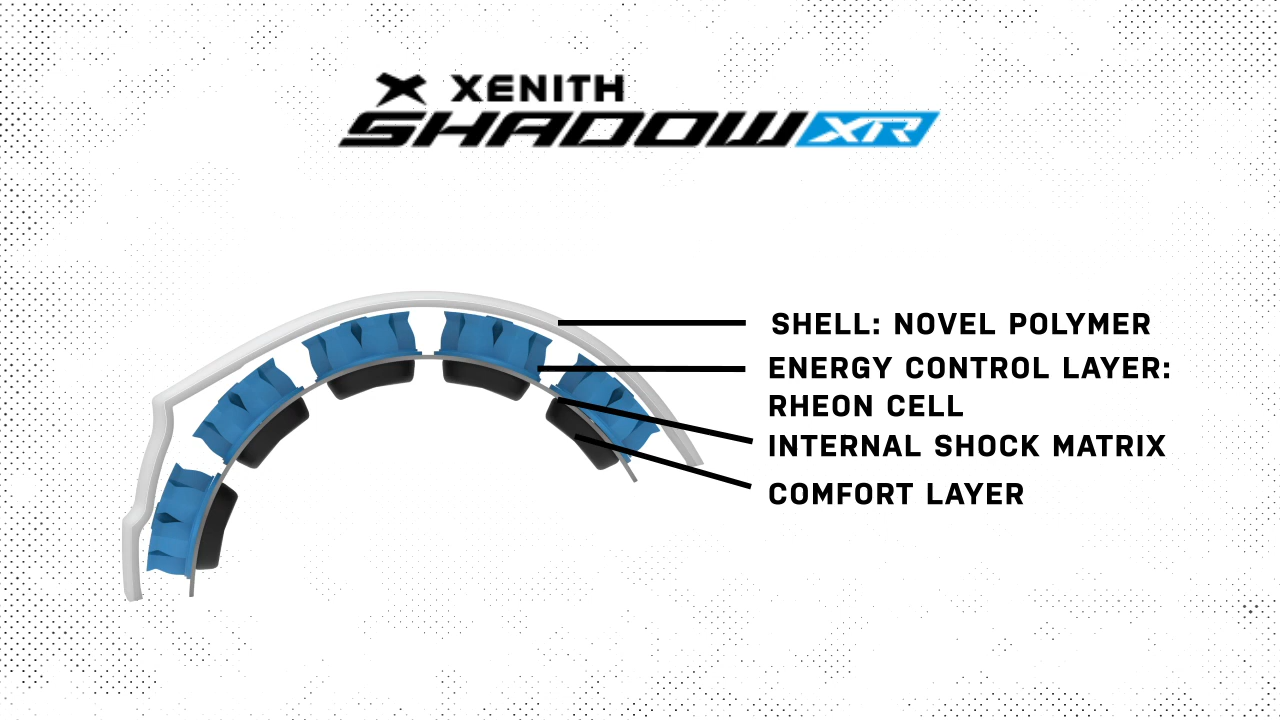 XENITH
SHADOW XR
SHELL: NOVEL POLYMER
ENERGY CONTROL LAYER:
RHEON CELL
INTERNAL SHOCK MATRIX
COMFORT LAYER